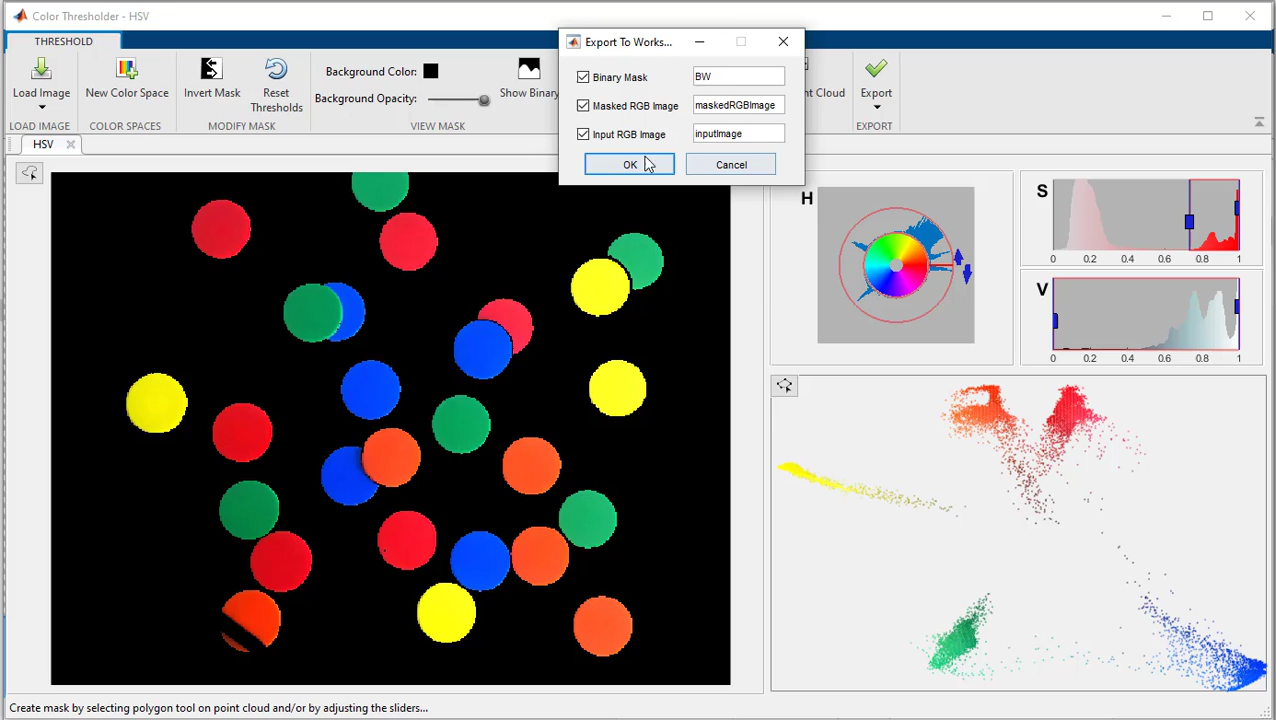 Color Thresholder - HSV
THRESHOLD
Load Image
New Color Space
Invert Mask
Reset
Thresholds
Background Color:
Background Opacity:
Show Binary
Cloud
Export
LOAD IMAGE
COLOR SPACES
MODIFY MASK
VIEW MASK
EXPORT
Export To Works...
Binary Mask
BW
Masked RGB Image
maskedRGBImage
Input RGB Image
inputImage
OK
Cancel
HSV
H
S
0 0.2 0.4 0.6 0.8 1
V
0 0.2 0.4 0.6 0.8 1
Create mask by selecting polygon tool on point cloud and/or by adjusting the sliders...